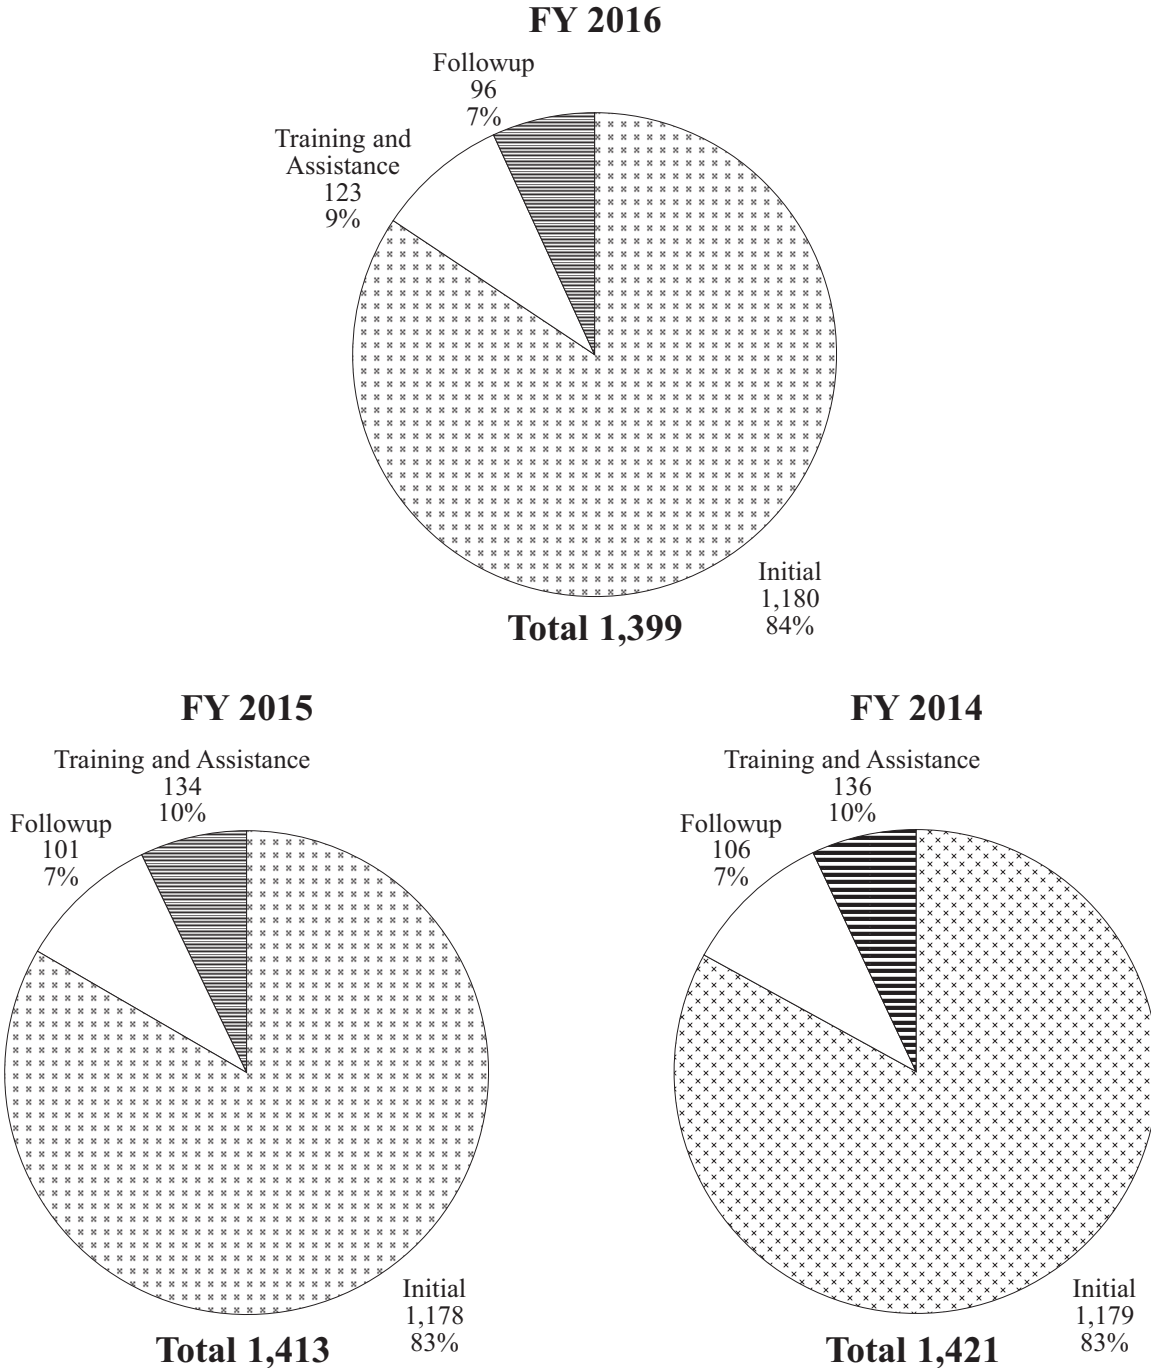 FY 2016
Followup
96
7%
Training and
Assistance
123
9%
Initial
1,180
84%
Total 1,399
FY 2015
Training and Assistance
134
10%
Followup
101
7%
Initial
1,178
83%
Total 1,413
FY 2014
Training and Assistance
136
10%
Followup
106
7%
Initial
1,179
83%
Total 1,421